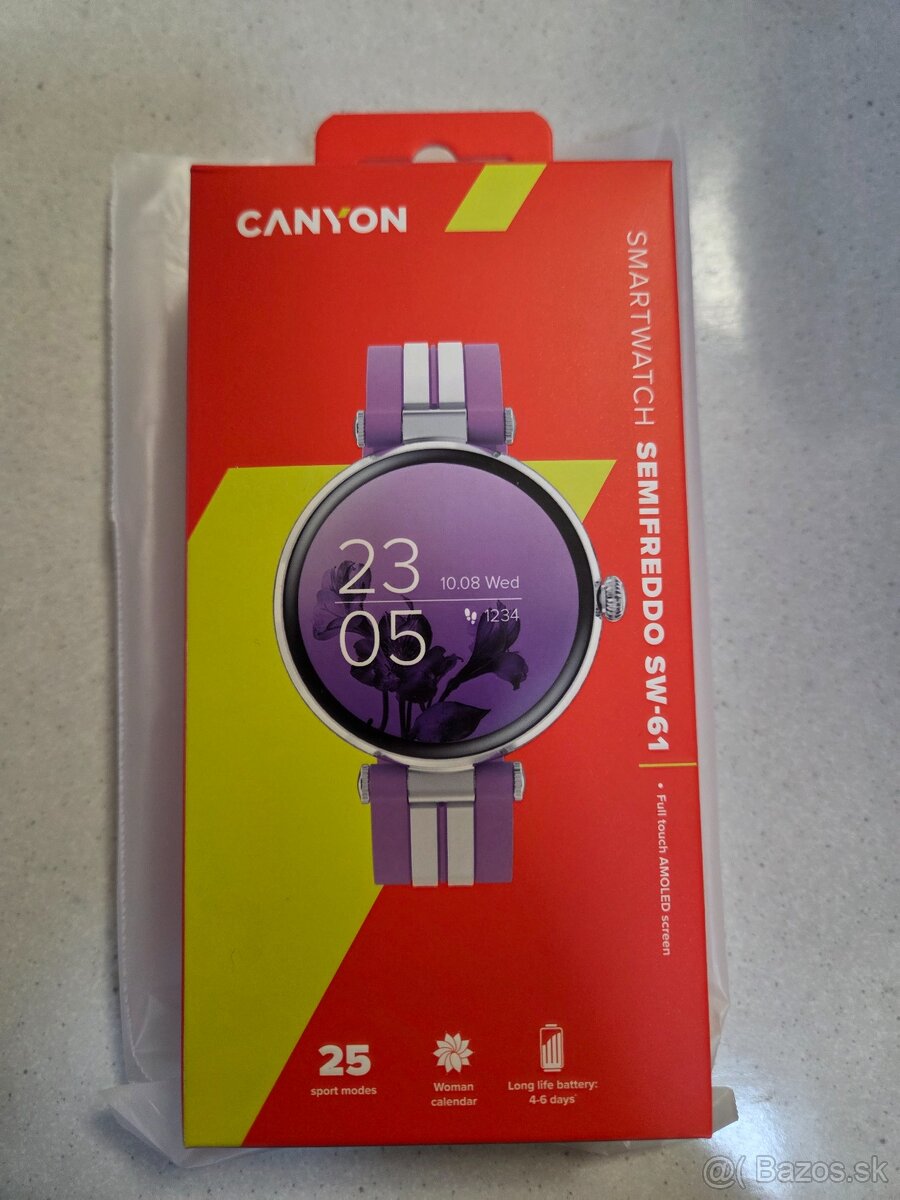 CANYON
SMARTWATCH SEMIFREDDO SW-61
• Full touch AMOLED screen
23
10.08 Wed
1234
05
25
sport modes
Woman
calendar
Long life battery:
4-6 days*
@( Bazos.sk